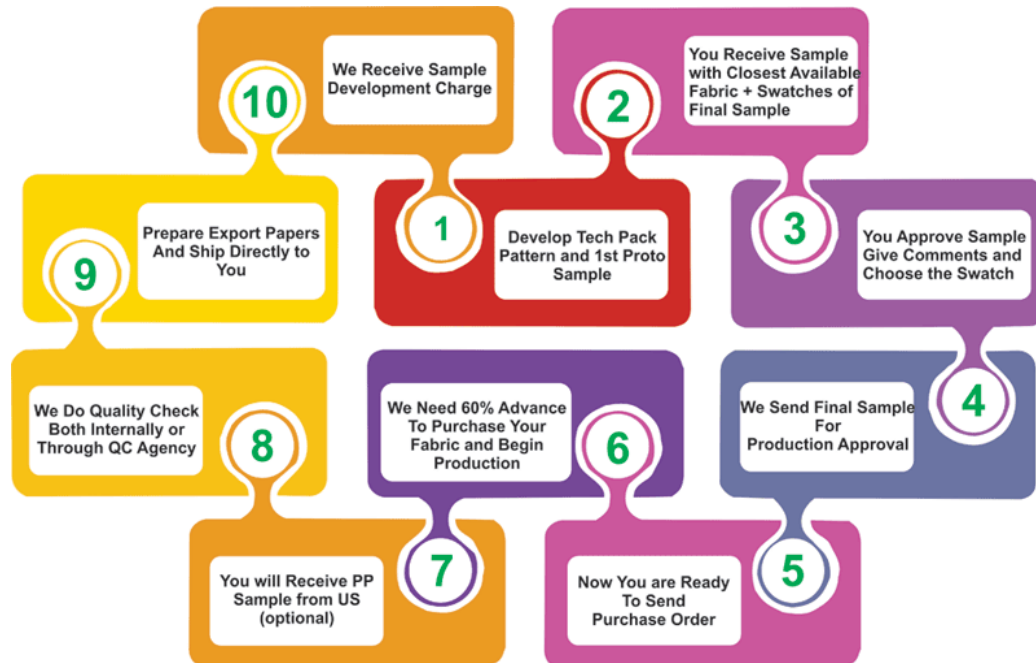 1
We Receive Sample
Development Charge
2
Develop Tech Pack
Pattern and 1st Proto
Sample
3
You Receive Sample
with Closest Available
Fabric + Swatches of
Final Sample
4
You Approve Sample
Give Comments and
Choose the Swatch
5
We Send Final Sample
For
Production Approval
6
Now You are Ready
To Send
Purchase Order
7
We Need 60% Advance
To Purchase Your
Fabric and Begin
Production
8
You will Receive PP
Sample from US
(optional)
9
We Do Quality Check
Both Internally or
Through QC Agency
10
Prepare Export Papers
And Ship Directly to
You